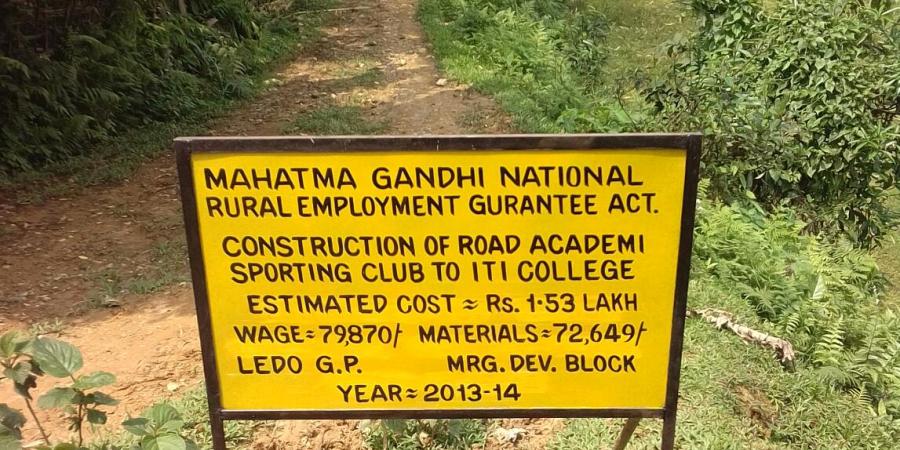 MAHATMA GANDHI NATIONAL
RURAL EMPLOYMENT GURANTEE ACT.
CONSTRUCTION OF ROAD ACADEMI
SPORTING CLUB TO ITI COLLEGE
ESTIMATED COST ≈ Rs. 1·53 LAKH
WAGE≈79,870/- MATERIALS≈72,649/-
LEDO G.P. MRG. DEV. BLOCK
YEAR≈2013-14